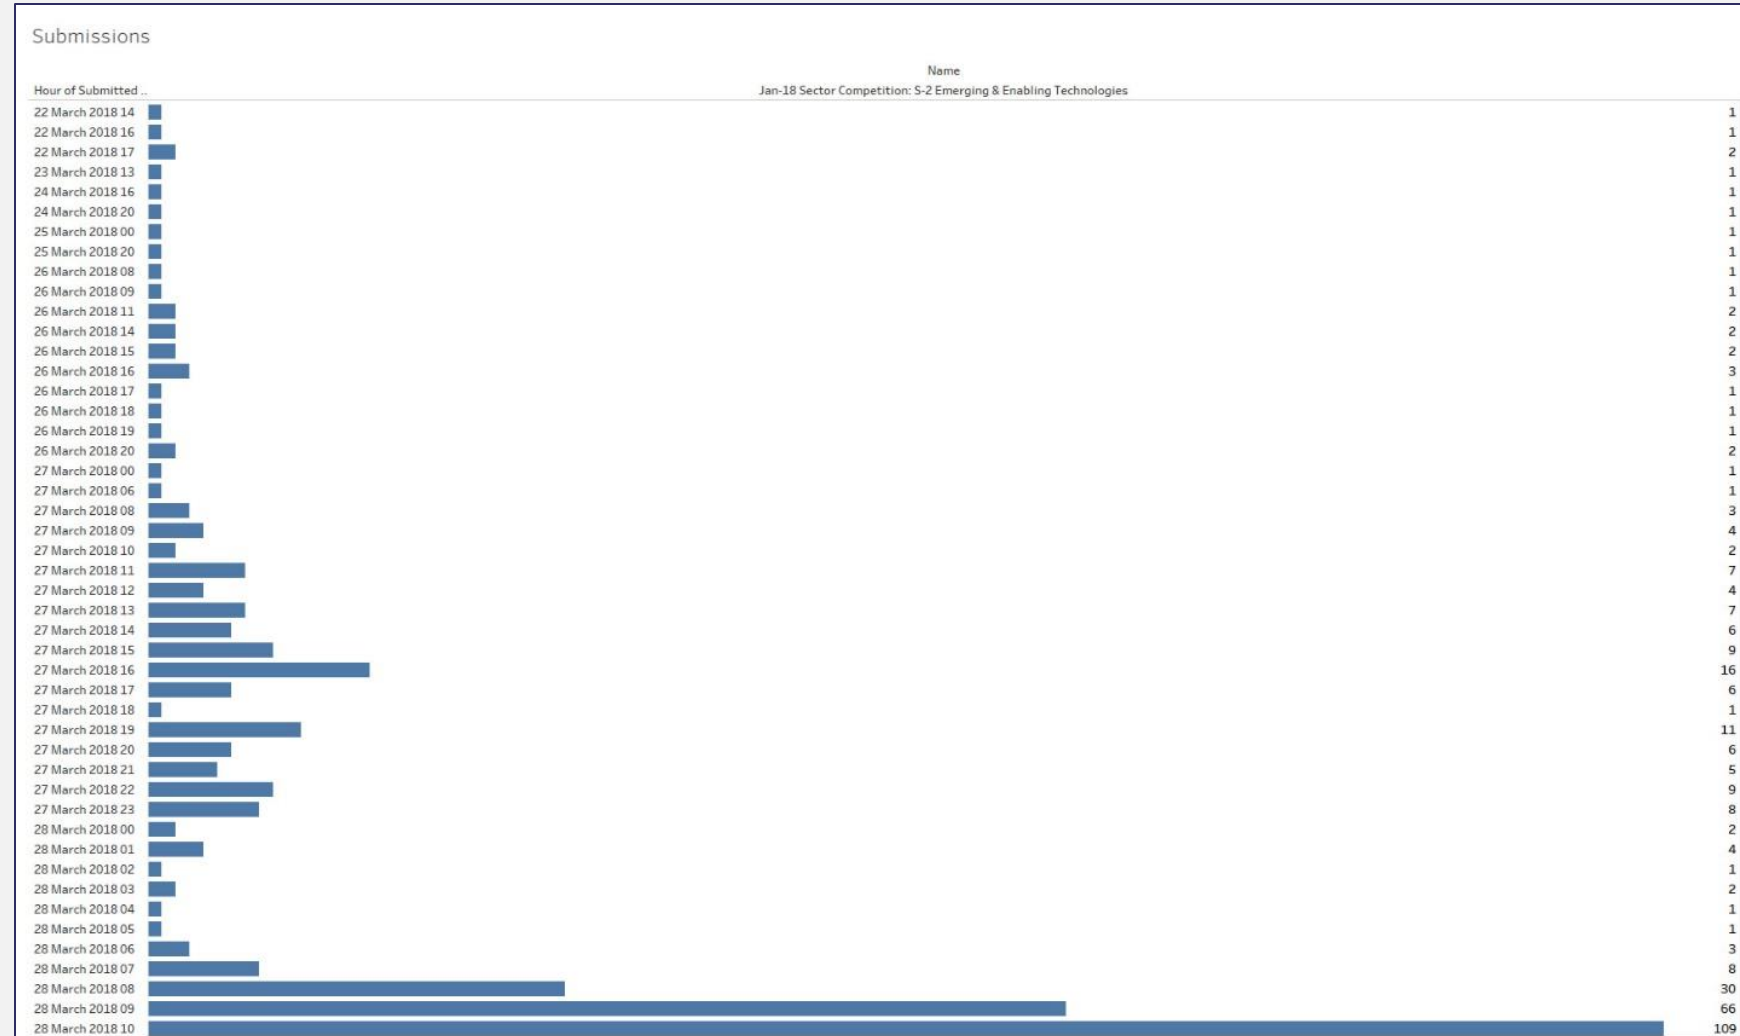 Submissions
Name
Hour of Submitted .. Jan-18 Sector Competition: S-2 Emerging & Enabling Technologies
22 March 2018 14 1
22 March 2018 16 1
22 March 2018 17 2
23 March 2018 13 1
24 March 2018 16 1
24 March 2018 20 1
25 March 2018 00 1
25 March 2018 20 1
26 March 2018 08 1
26 March 2018 09 1
26 March 2018 11 2
26 March 2018 14 2
26 March 2018 15 2
26 March 2018 16 3
26 March 2018 17 1
26 March 2018 18 1
26 March 2018 19 1
26 March 2018 20 2
27 March 2018 00 1
27 March 2018 06 1
27 March 2018 08 3
27 March 2018 09 4
27 March 2018 10 2
27 March 2018 11 7
27 March 2018 12 4
27 March 2018 13 7
27 March 2018 14 6
27 March 2018 15 9
27 March 2018 16 16
27 March 2018 17 6
27 March 2018 18 1
27 March 2018 19 11
27 March 2018 20 6
27 March 2018 21 5
27 March 2018 22 9
27 March 2018 23 8
28 March 2018 00 2
28 March 2018 01 4
28 March 2018 02 1
28 March 2018 03 2
28 March 2018 04 1
28 March 2018 05 1
28 March 2018 06 3
28 March 2018 07 8
28 March 2018 08 30
28 March 2018 09 66
28 March 2018 10 109